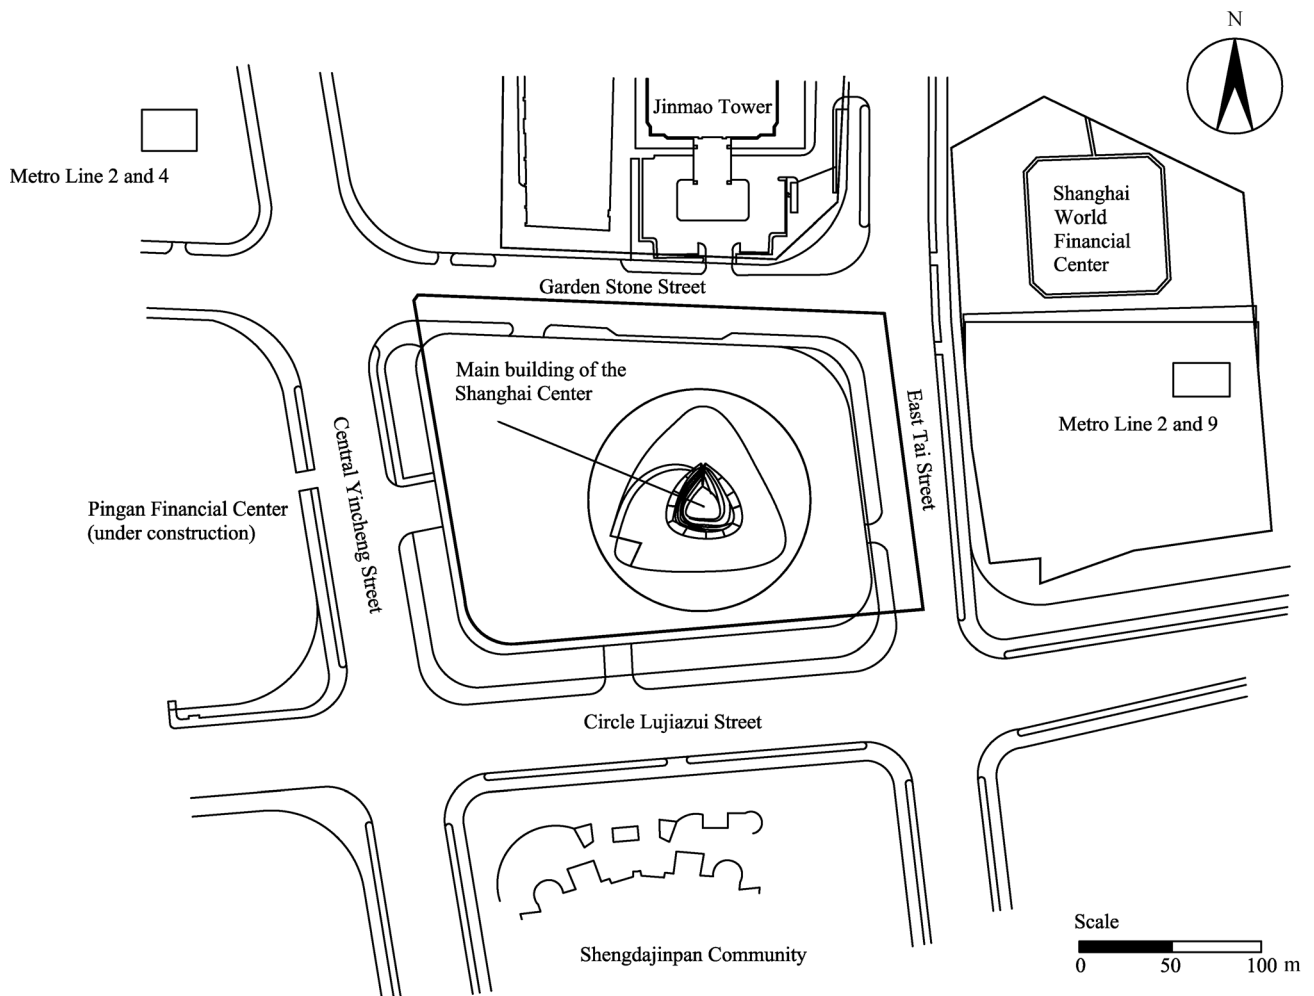 N
Jinmao Tower
Metro Line 2 and 4
Shanghai
World
Financial
Center
Garden Stone Street
Main building of the
Shanghai Center
East Tai Street
Central Yincheng Street
Metro Line 2 and 9
Pingan Financial Center
(under construction)
Circle Lujiazui Street
Shengdajinpan Community
Scale
0 50 100 m